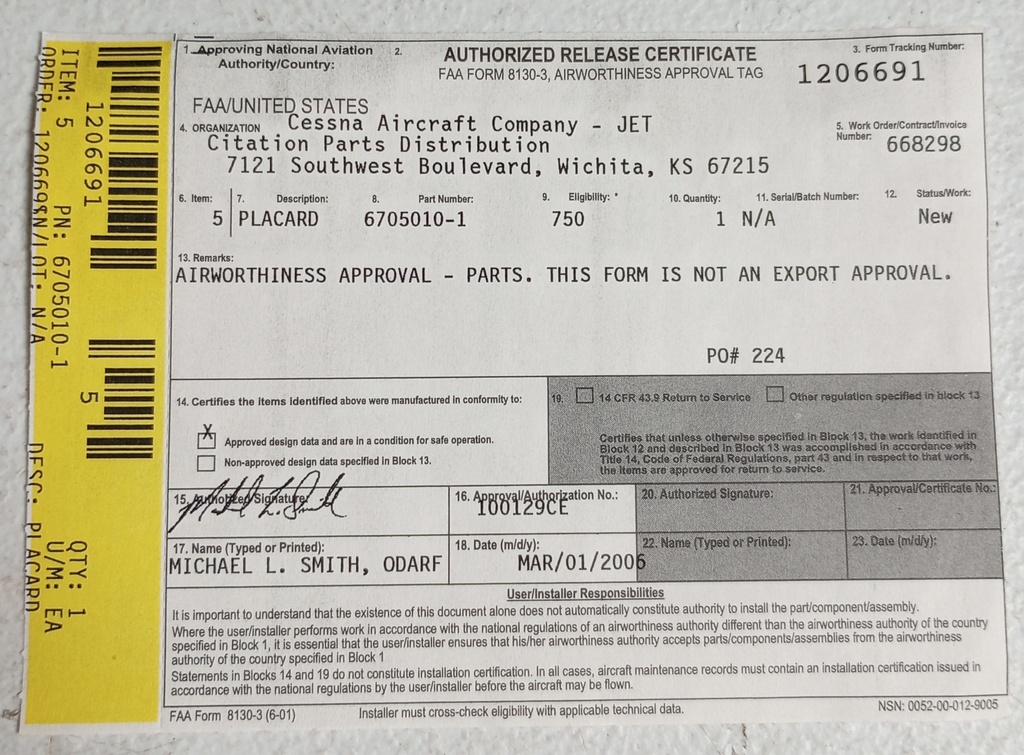 1. Approving National Aviation Authority/Country:
2.
AUTHORIZED RELEASE CERTIFICATE
FAA FORM 8130-3, AIRWORTHINESS APPROVAL TAG
3. Form Tracking Number:
1206691
FAA/UNITED STATES
4. ORGANIZATION Cessna Aircraft Company - JET
Citation Parts Distribution
7121 Southwest Boulevard, Wichita, KS 67215
5. Work Order/Contract/Invoice
Number: 668298
6. Item: 7. Description: 8. Part Number: 9. Eligibility: * 10. Quantity: 11. Serial/Batch Number: 12. Status/Work:
5 PLACARD 6705010-1 750 1 N/A New
13. Remarks:
AIRWORTHINESS APPROVAL - PARTS. THIS FORM IS NOT AN EXPORT APPROVAL.
PO# 224
14. Certifies the items identified above were manufactured in conformity to:
X
Approved design data and are in a condition for safe operation.
Non-approved design data specified in Block 13.
19. 14 CFR 43.9 Return to Service Other regulation specified in block 13
Certifies that unless otherwise specified in Block 13, the work identified in
Block 12 and described in Block 13 was accomplished in accordance with
Title 14, Code of Federal Regulations, part 43 and in respect to that work,
the items are approved for return to service.
15. Authorized Signature:
16. Approval/Authorization No.:
100129CE
20. Authorized Signature:
21. Approval/Certificate No.:
17. Name (Typed or Printed):
MICHAEL L. SMITH, ODARF
18. Date (m/d/y):
MAR/01/2006
22. Name (Typed or Printed):
23. Date (m/d/y):
User/Installer Responsibilities
It is important to understand that the existence of this document alone does not automatically constitute authority to install the part/component/assembly.
Where the user/installer performs work in accordance with the national regulations of an airworthiness authority different than the airworthiness authority of the country
specified in Block 1, it is essential that the user/installer ensures that his/her airworthiness authority accepts parts/components/assemblies from the airworthiness
authority of the country specified in Block 1
Statements in Blocks 14 and 19 do not constitute installation certification. In all cases, aircraft maintenance records must contain an installation certification issued in
accordance with the national regulations by the user/installer before the aircraft may be flown.
FAA Form 8130-3 (6-01)
Installer must cross-check eligibility with applicable technical data.
NSN: 0052-00-012-9005
1206691
5
ITEM: 5 PN: 6705010-1 QTY: 1
U/M: EA
ORDER: 1206691 SN/LOT: N/A DESC: PLACARD